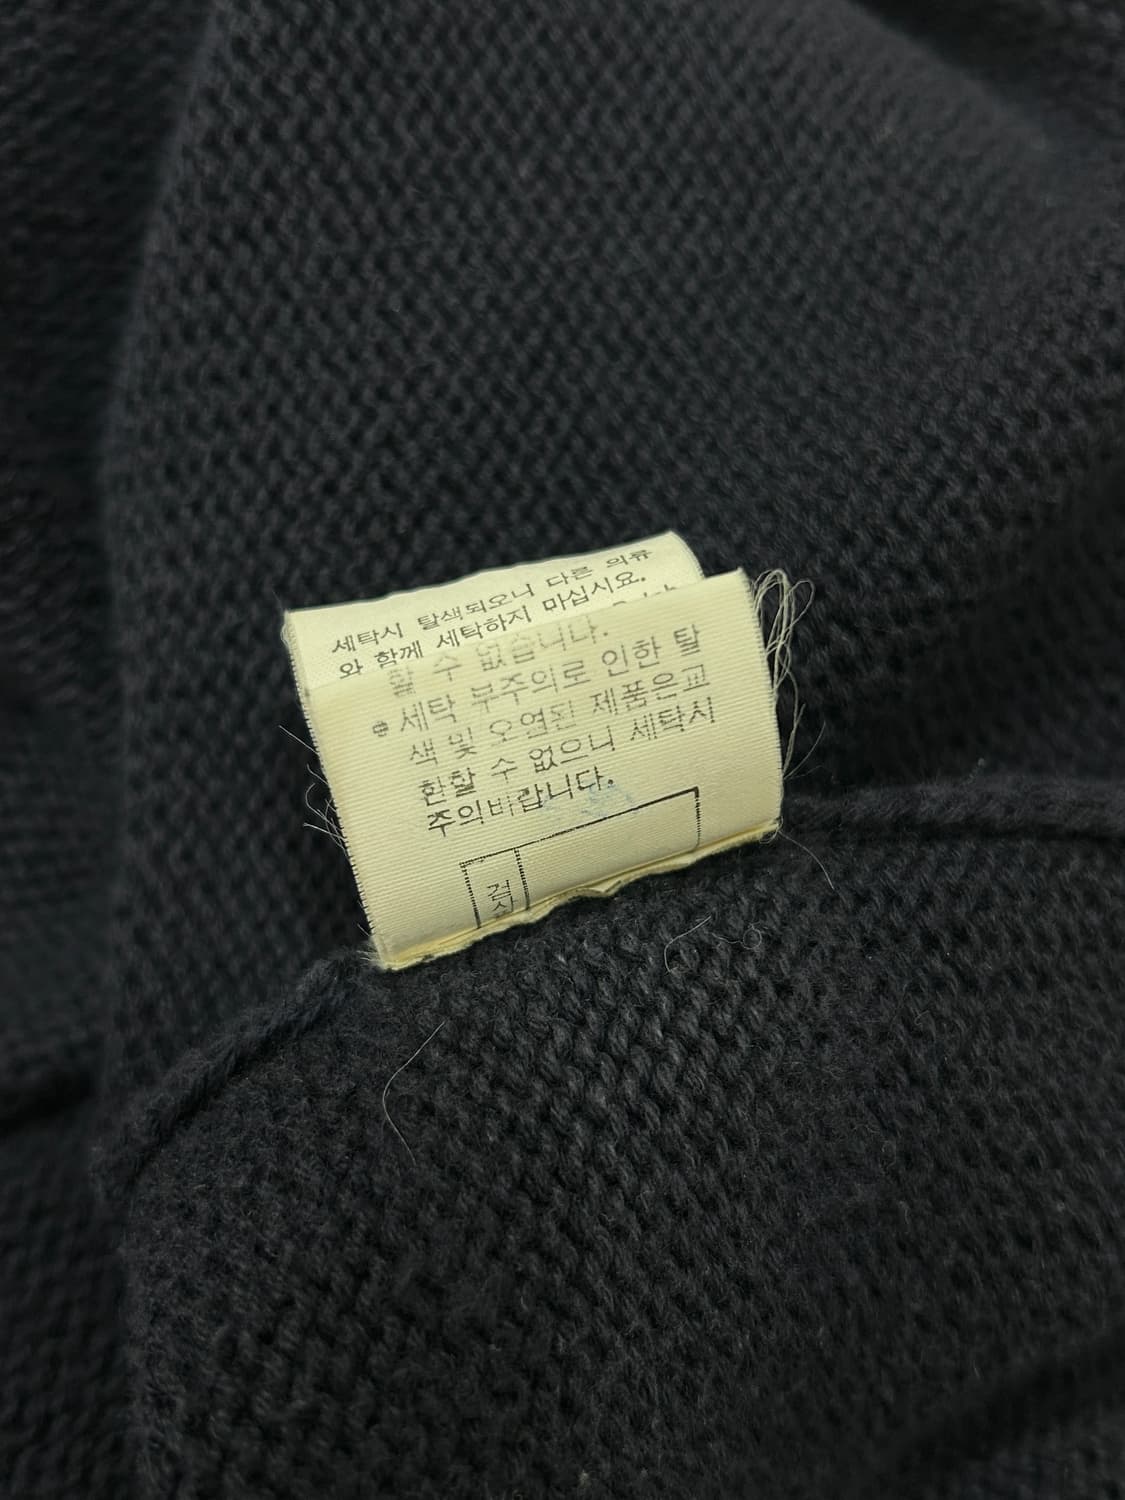 세탁시 탈색되오니 다른 의류
와 함께 세탁하지 마십시요.
할 수 없습니다.
세탁 부주의로 인한 탈
색 및 오염된 제품은교
환할 수 없으니 세탁시
주의바랍니다.
검